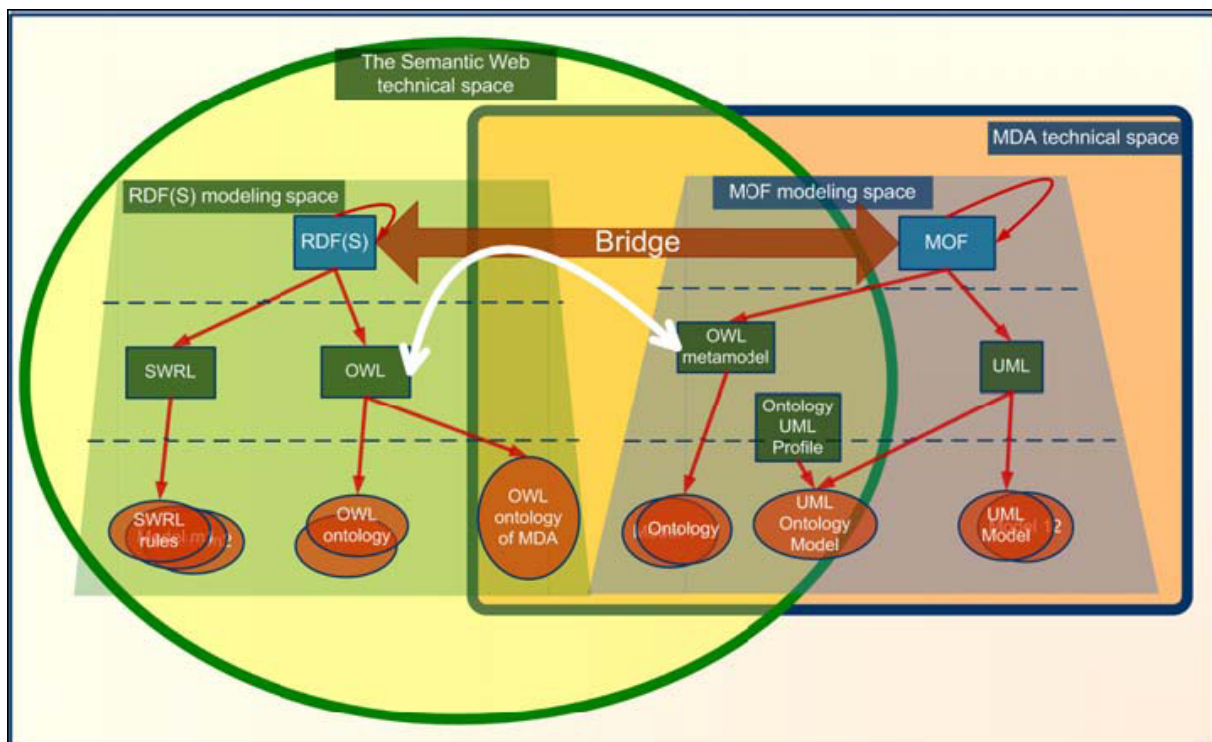 The Semantic Web
technical space
MDA technical space
RDF(S) modeling space
MOF modeling space
RDF(S)
Bridge
MOF
SWRL
OWL
OWL
metamodel
UML
Ontology
UML
Profile
SWRL
rules
OWL
ontology
OWL
ontology
of MDA
Ontology
UML
Ontology
Model
UML
Model